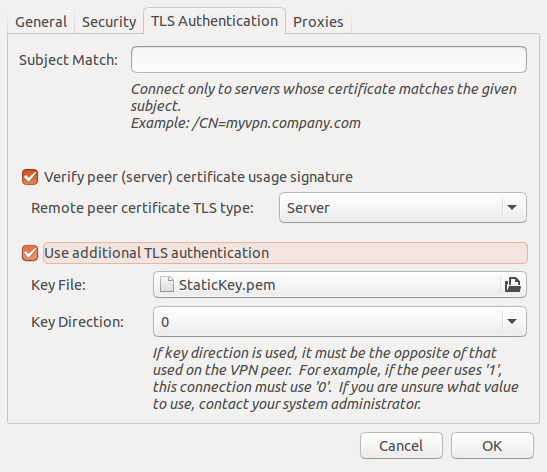 General Security TLS Authentication Proxies
Subject Match:
Connect only to servers whose certificate matches the given
subject.
Example: /CN=myvpn.company.com
Verify peer (server) certificate usage signature
Remote peer certificate TLS type: Server
Use additional TLS authentication
Key File: StaticKey.pem
Key Direction: 0
If key direction is used, it must be the opposite of that
used on the VPN peer.  For example, if the peer uses '1',
this connection must use '0'.  If you are unsure what value
to use, contact your system administrator.
Cancel OK